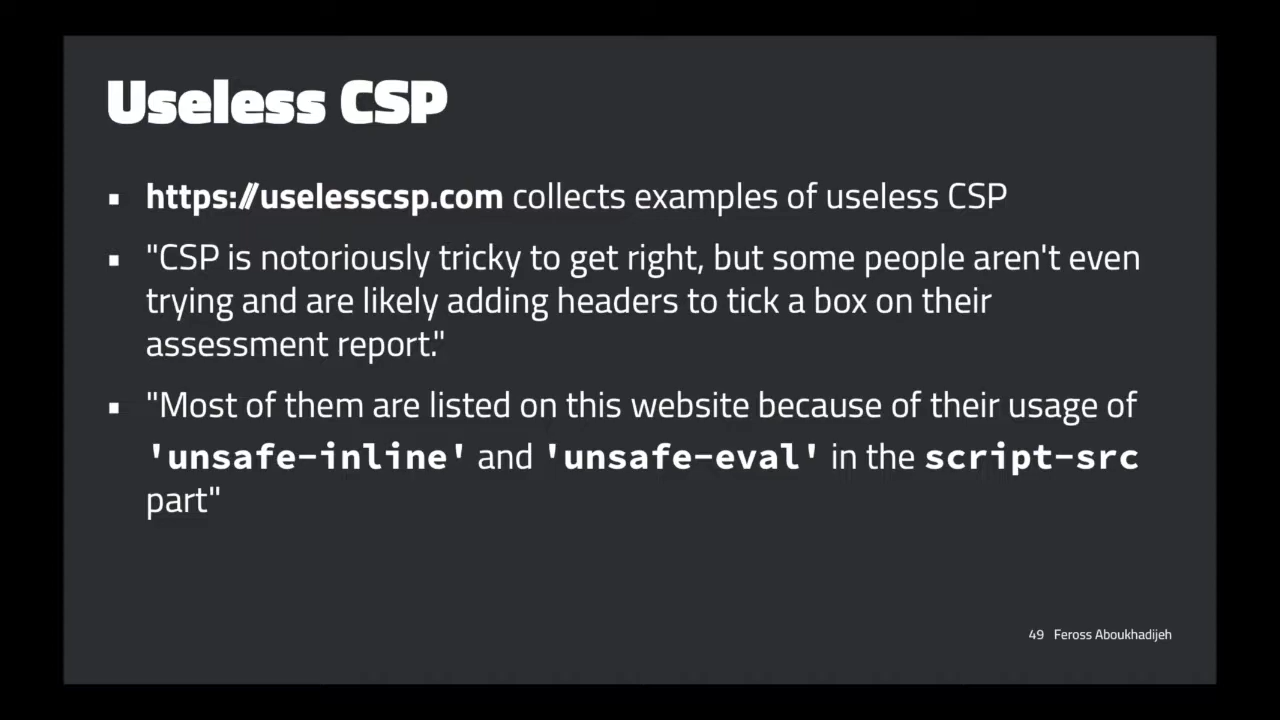 Useless CSP
▪ https://uselesscsp.com collects examples of useless CSP
▪ "CSP is notoriously tricky to get right, but some people aren't even
trying and are likely adding headers to tick a box on their
assessment report."
▪ "Most of them are listed on this website because of their usage of
'unsafe-inline' and 'unsafe-eval' in the script-src
part"
49 Feross Aboukhadijeh